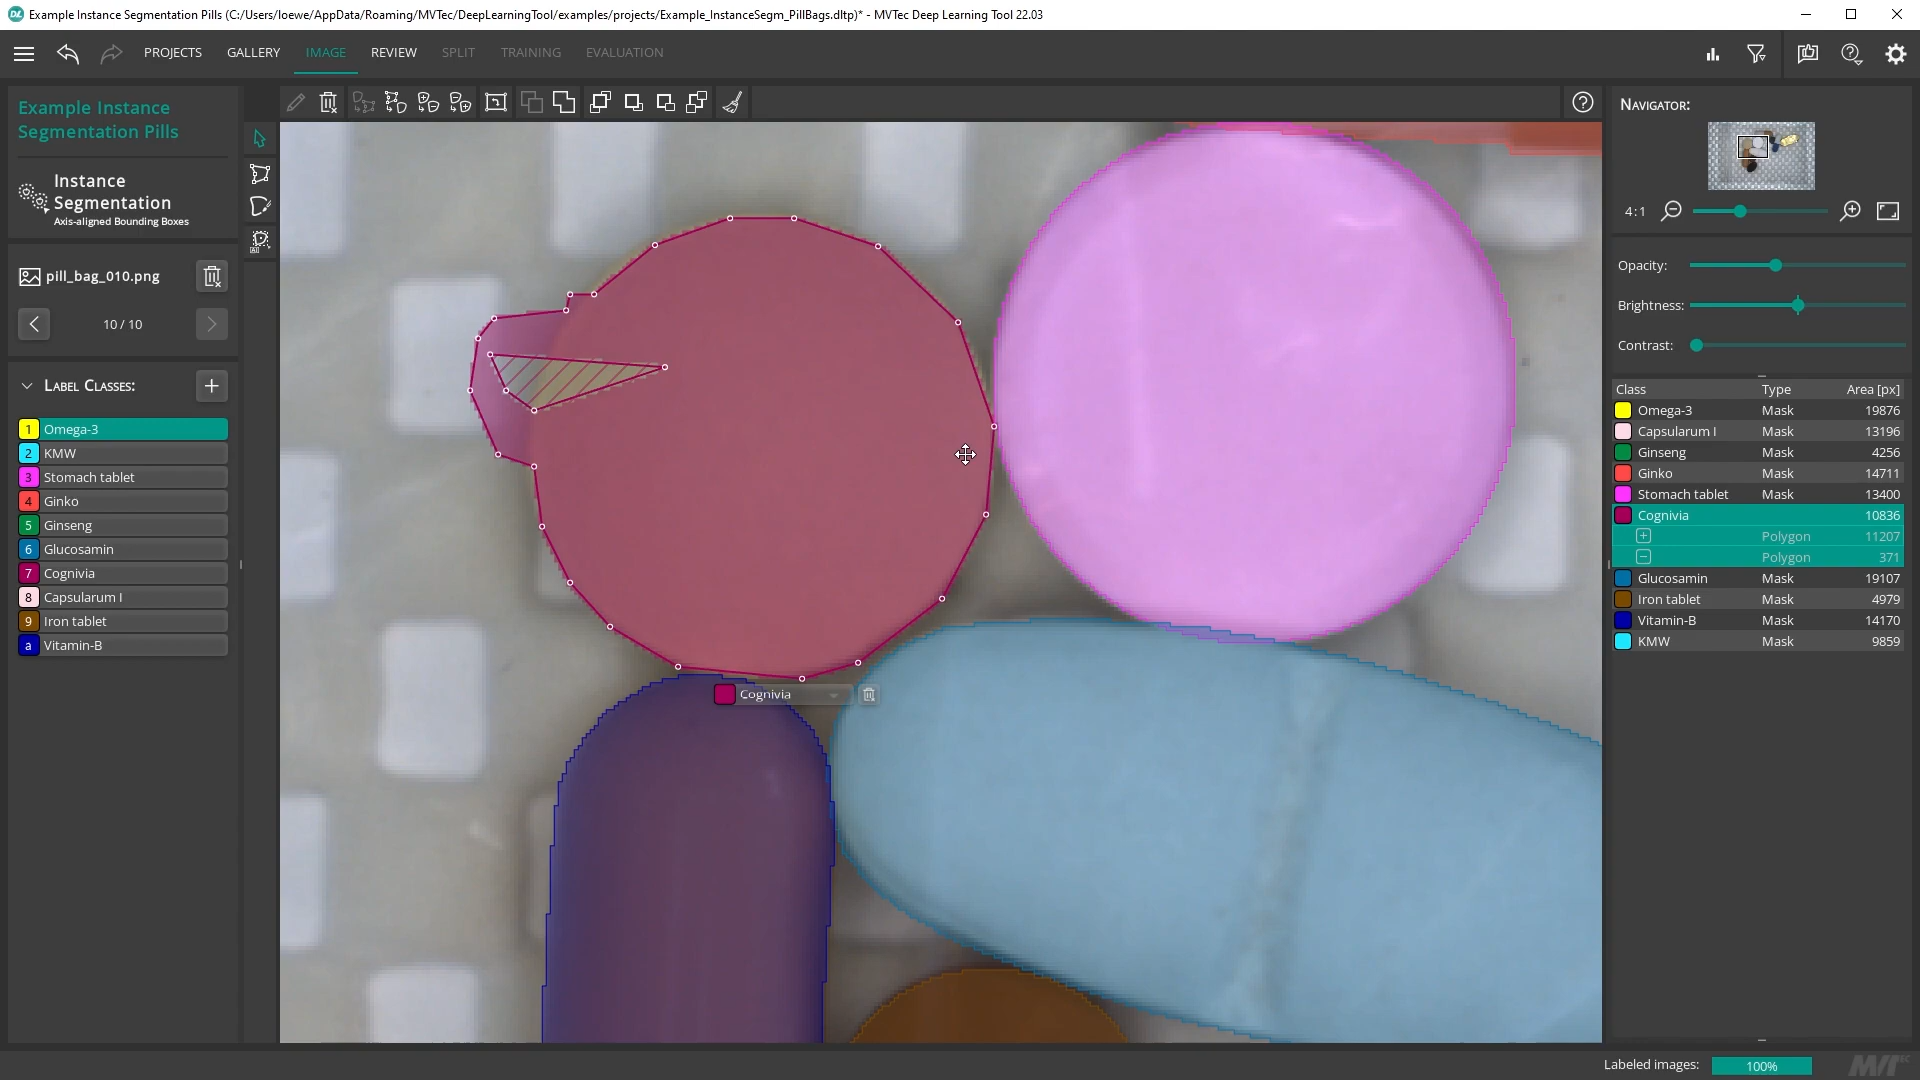 Example Instance Segmentation Pills (C:/Users/loewe/AppData/Roaming/MVTec/DeepLearningTool/examples/projects/Example_InstanceSegm_PillBags.dltp)* - MVTec Deep Learning Tool 22.03
PROJECTS GALLERY IMAGE REVIEW SPLIT TRAINING EVALUATION
Example Instance
Segmentation Pills
Instance
Segmentation
Axis-aligned Bounding Boxes
pill_bag_010.png
10 / 10
LABEL CLASSES:
1 Omega-3
2 KMW
3 Stomach tablet
4 Ginko
5 Ginseng
6 Glucosamin
7 Cognivia
8 Capsularum I
9 Iron tablet
a Vitamin-B
AI
Cognivia
NAVIGATOR:
4:1
Opacity:
Brightness:
Contrast:
Class Type Area [px]
Omega-3 Mask 19876
Capsularum I Mask 13196
Ginseng Mask 4256
Ginko Mask 14711
Stomach tablet Mask 13400
Cognivia 10836
Polygon 11207
Polygon 371
Glucosamin Mask 19107
Iron tablet Mask 4979
Vitamin-B Mask 14170
KMW Mask 9859
Labeled images: 100%